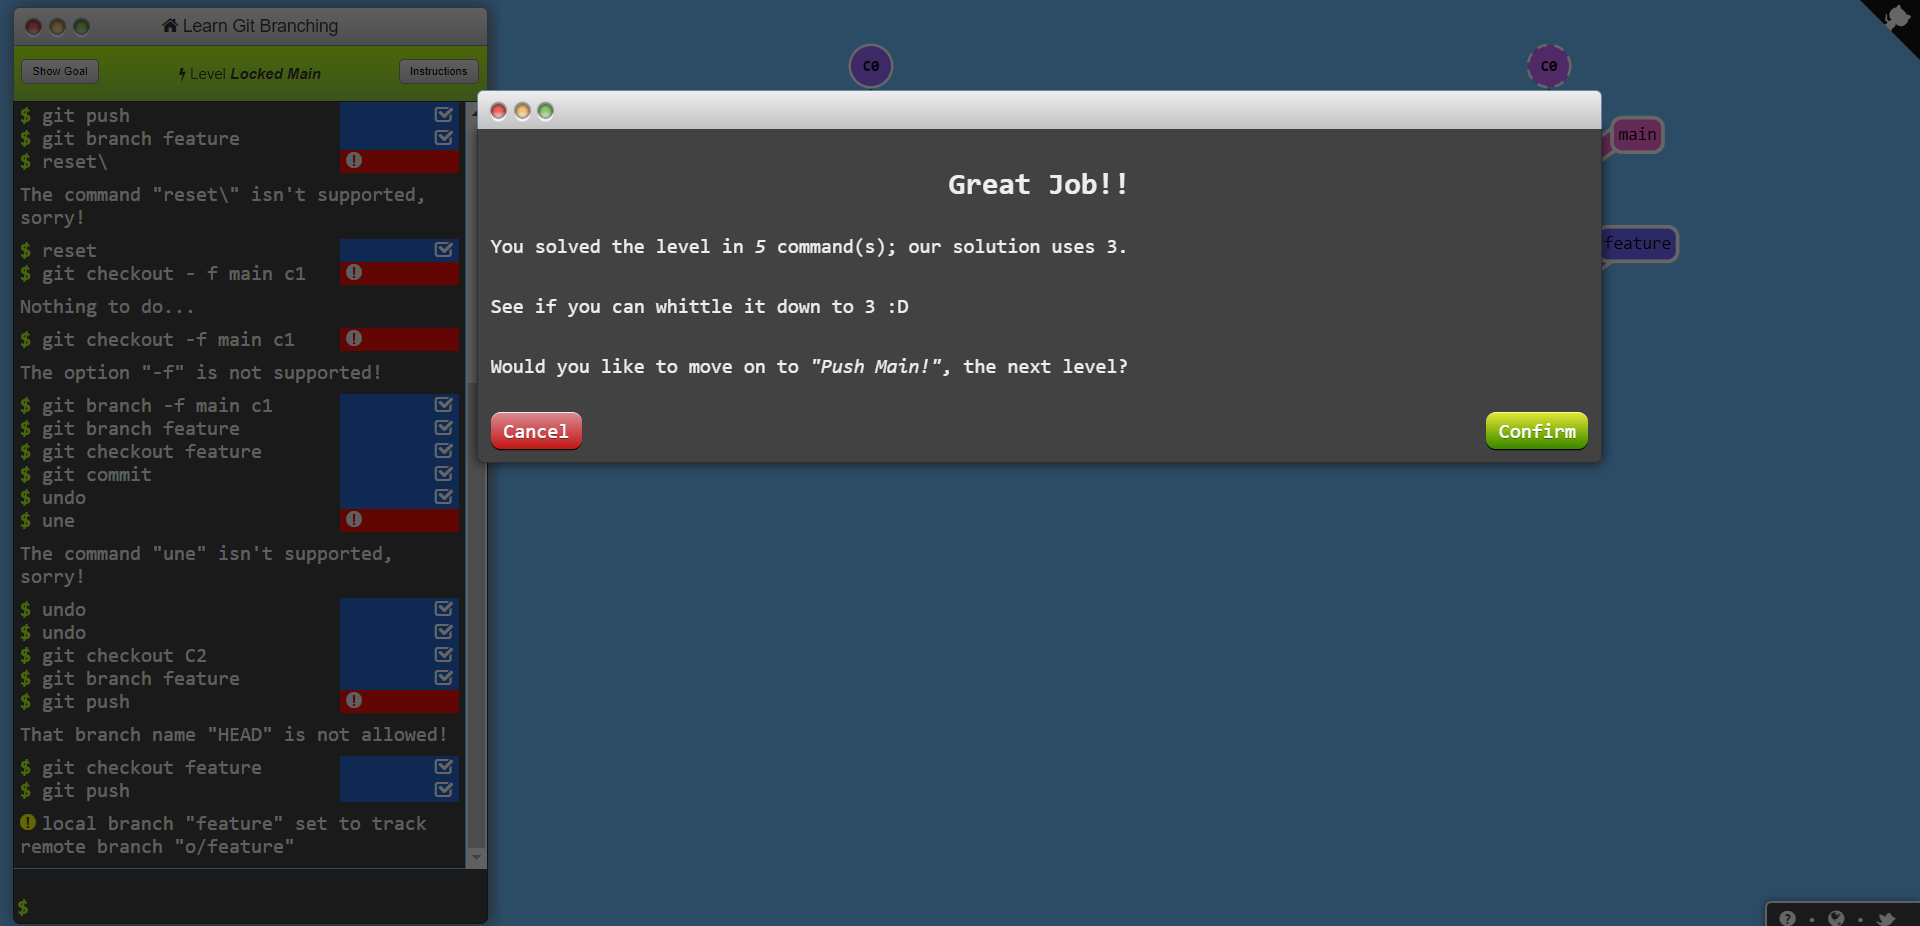 Learn Git Branching
Show Goal
Level Locked Main
Instructions
$ git push
$ git branch feature
$ reset\
The command "reset\" isn't supported,
sorry!
$ reset
$ git checkout - f main c1
Nothing to do...
$ git checkout -f main c1
The option "-f" is not supported!
$ git branch -f main c1
$ git branch feature
$ git checkout feature
$ git commit
$ undo
$ une
The command "une" isn't supported,
sorry!
$ undo
$ undo
$ git checkout C2
$ git branch feature
$ git push
That branch name "HEAD" is not allowed!
$ git checkout feature
$ git push
local branch "feature" set to track
remote branch "o/feature"
$
C0
C0
main
feature
Great Job!!
You solved the level in 5 command(s); our solution uses 3.
See if you can whittle it down to 3 :D
Would you like to move on to "Push Main!", the next level?
Cancel
Confirm